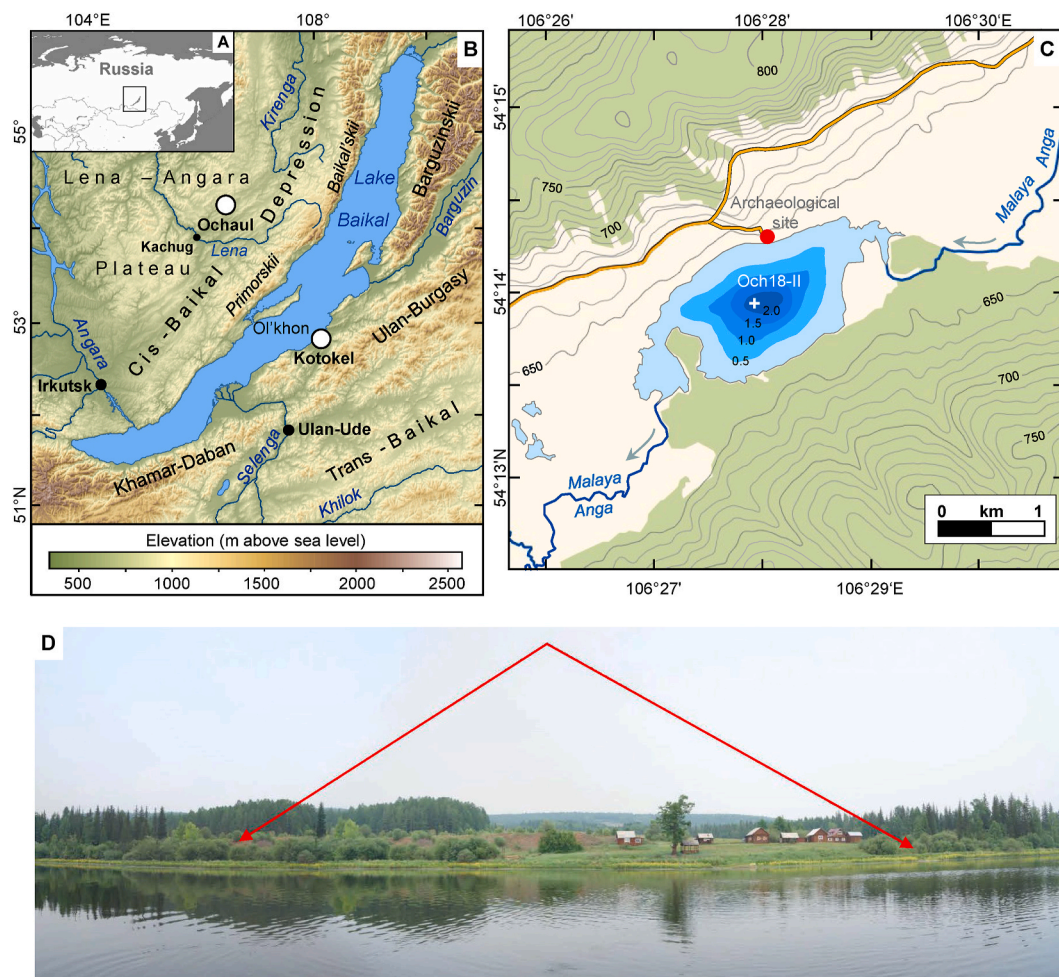 104°E
108°
A
Russia
B
55°
53°
51°N
Kirenga
Depression
Baikal'skii
Barguzinskii
Lake
Baikal
Barguzin
Lena – Angara
Ochaul
Kachug
Lena
Plateau
Cis - Baikal
Primorskii
Ol'khon
Ulan-Burgasy
Kotokel
Angara
Irkutsk
Ulan-Ude
Selenga
Trans - Baikal
Khamar-Daban
Khilok
Elevation (m above sea level)
500 1000 1500 2000 2500
106°26' 106°28' 106°30'
C
54°15'
54°14'
54°13'N
800
750
700
650
Archaeological
site
Malaya Anga
Och18-II
2.0
1.5
1.0
0.5
650
700
750
Malaya
Anga
0 km 1
106°27' 106°29'E
D